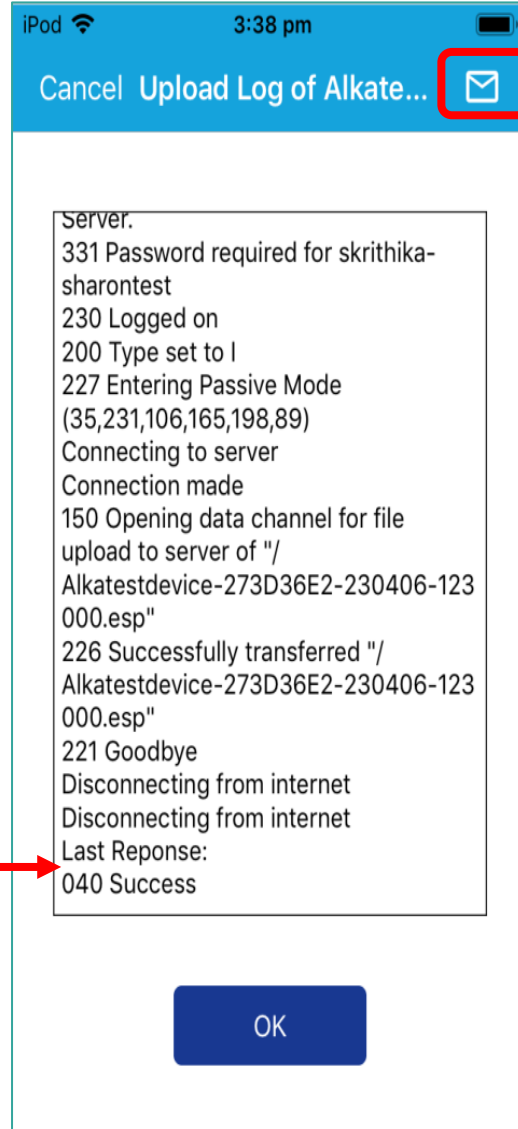 iPod 3:38 pm
Cancel Upload Log of Alkate...
Server.
331 Password required for skrithika-
sharontest
230 Logged on
200 Type set to I
227 Entering Passive Mode
(35,231,106,165,198,89)
Connecting to server
Connection made
150 Opening data channel for file
upload to server of "/
Alkatestdevice-273D36E2-230406-123
000.esp"
226 Successfully transferred "/
Alkatestdevice-273D36E2-230406-123
000.esp"
221 Goodbye
Disconnecting from internet
Disconnecting from internet
Last Reponse:
040 Success
OK